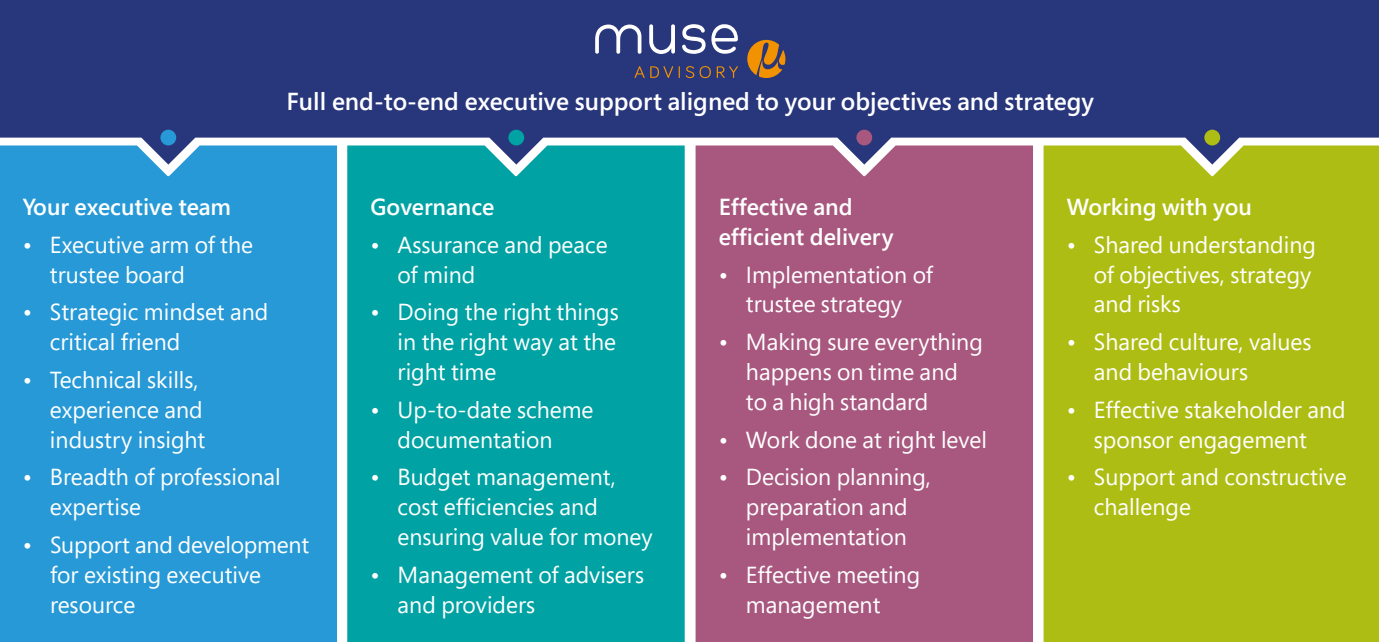 muse
ADVISORY
Full end-to-end executive support aligned to your objectives and strategy
Your executive team
• Executive arm of the
trustee board
• Strategic mindset and
critical friend
• Technical skills,
experience and
industry insight
• Breadth of professional
expertise
• Support and development
for existing executive
resource
Governance
• Assurance and peace
of mind
• Doing the right things
in the right way at the
right time
• Up-to-date scheme
documentation
• Budget management,
cost efficiencies and
ensuring value for money
• Management of advisers
and providers
Effective and
efficient delivery
• Implementation of
trustee strategy
• Making sure everything
happens on time and
to a high standard
• Work done at right level
• Decision planning,
preparation and
implementation
• Effective meeting
management
Working with you
• Shared understanding
of objectives, strategy
and risks
• Shared culture, values
and behaviours
• Effective stakeholder and
sponsor engagement
• Support and constructive
challenge